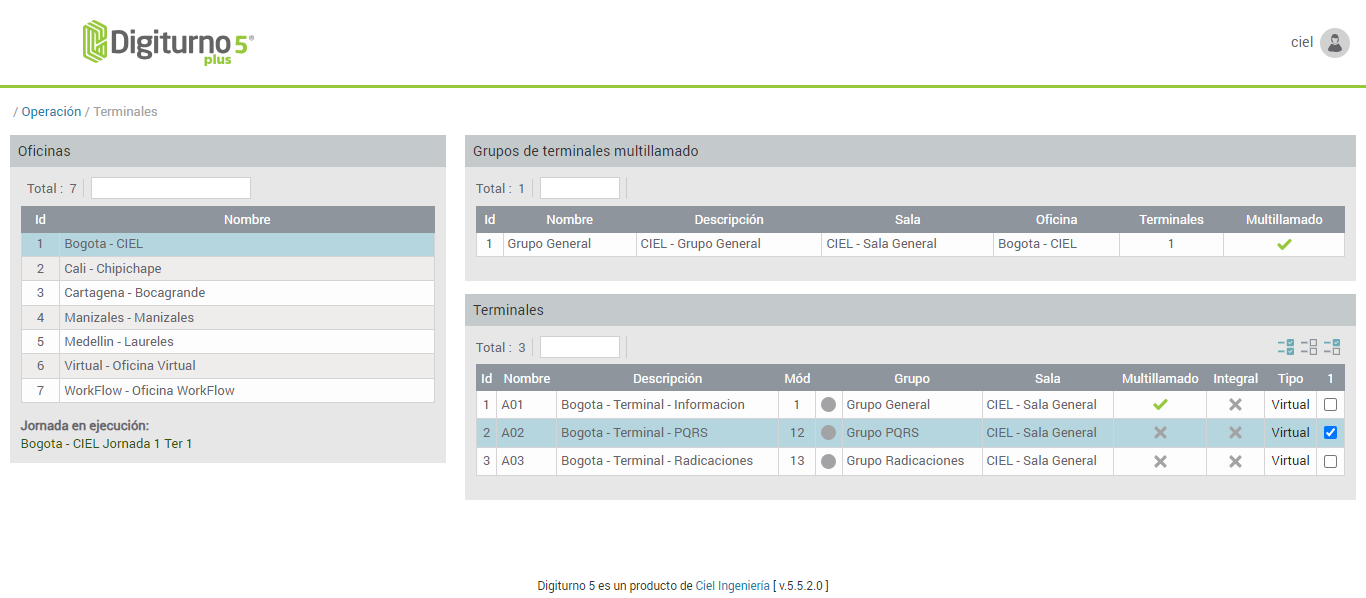 Digiturno 5®
plus
ciel
/ Operación / Terminales
Oficinas
Total : 7
Id Nombre
1 Bogota - CIEL
2 Cali - Chipichape
3 Cartagena - Bocagrande
4 Manizales - Manizales
5 Medellin - Laureles
6 Virtual - Oficina Virtual
7 WorkFlow - Oficina WorkFlow
Jornada en ejecución:
Bogota - CIEL Jornada 1 Ter 1
Grupos de terminales multillamado
Total : 1
Id Nombre Descripción Sala Oficina Terminales Multillamado
1 Grupo General CIEL - Grupo General CIEL - Sala General Bogota - CIEL 1
Terminales
Total : 3
Id Nombre Descripción Mód Grupo Sala Multillamado Integral Tipo 1
1 A01 Bogota - Terminal - Informacion 1 Grupo General CIEL - Sala General Virtual
2 A02 Bogota - Terminal - PQRS 12 Grupo PQRS CIEL - Sala General Virtual
3 A03 Bogota - Terminal - Radicaciones 13 Grupo Radicaciones CIEL - Sala General Virtual
Digiturno 5 es un producto de Ciel Ingeniería [ v.5.5.2.0 ]